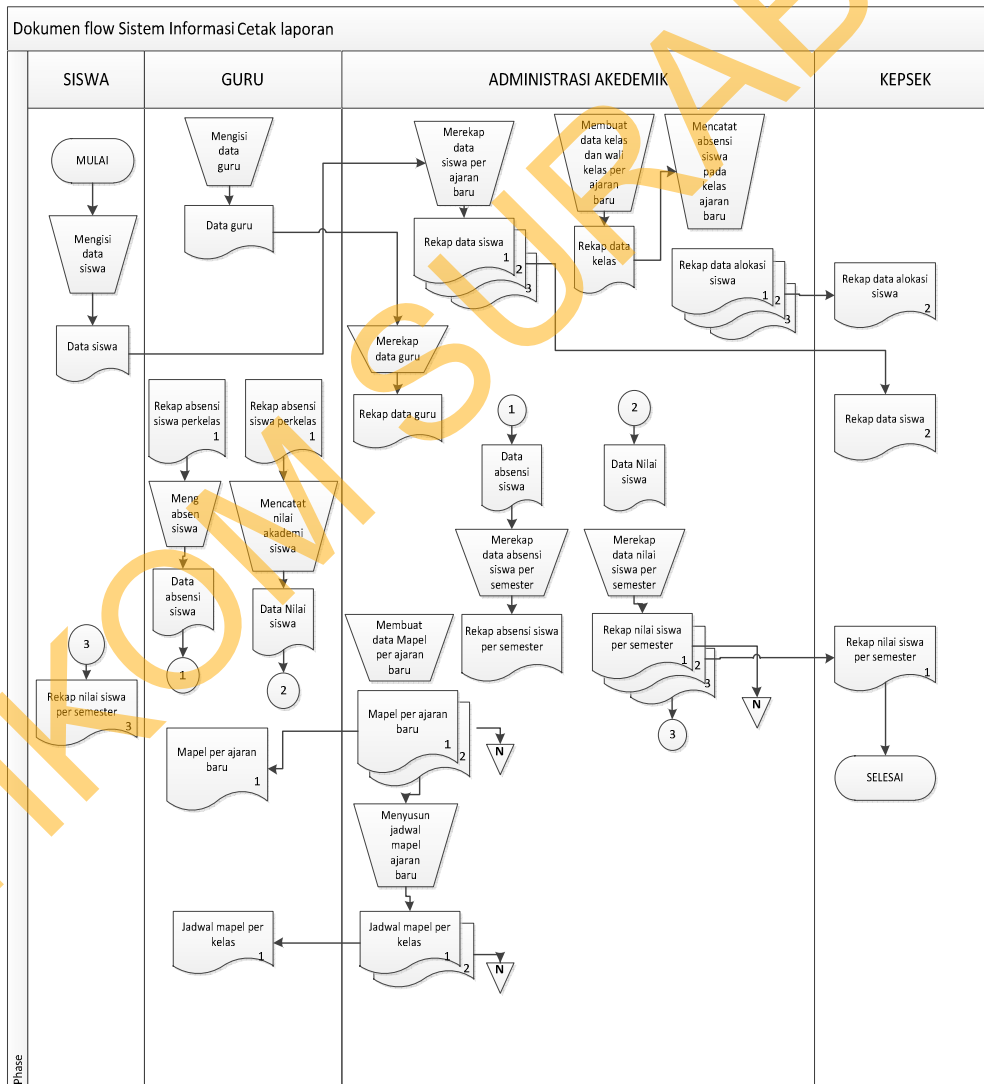 Dokumen flow Sistem Informasi Cetak laporan
SISWA
GURU
ADMINISTRASI AKEDEMIK
KEPSEK
MULAI
Mengisi
data
siswa
Data siswa
3
Rekap nilai siswa
per semester
3
Mengisi
data
guru
Data guru
Rekap absensi
siswa perkelas
1
Meng
absen
siswa
Data
absensi
siswa
1
Rekap absensi
siswa perkelas
1
Mencatat
nilai
akademi
siswa
Data Nilai
siswa
2
Mapel per ajaran
baru
1
Jadwal mapel per
kelas
1
Merekap
data
siswa per
ajaran
baru
Rekap data siswa
1
2
3
Membuat
data kelas
dan wali
kelas per
ajaran
baru
Rekap data
kelas
Mencatat
absensi
siswa
pada
kelas
ajaran
baru
Rekap data alokasi
siswa
1
2
3
Merekap
data guru
Rekap data guru
1
Data
absensi
siswa
Merekap
data absensi
siswa per
semester
Rekap absensi siswa
per semester
2
Data Nilai
siswa
Merekap
data nilai
siswa per
semester
Rekap nilai siswa
per semester
1
2
3
N
3
Membuat
data Mapel
per ajaran
baru
Mapel per ajaran
baru
1
2
N
Menyusun
jadwal
mapel
ajaran
baru
Jadwal mapel per
kelas
1
2
N
Rekap data alokasi
siswa
2
Rekap data siswa
2
Rekap nilai siswa
per semester
1
SELESAI
Phase
IKOM SURAB